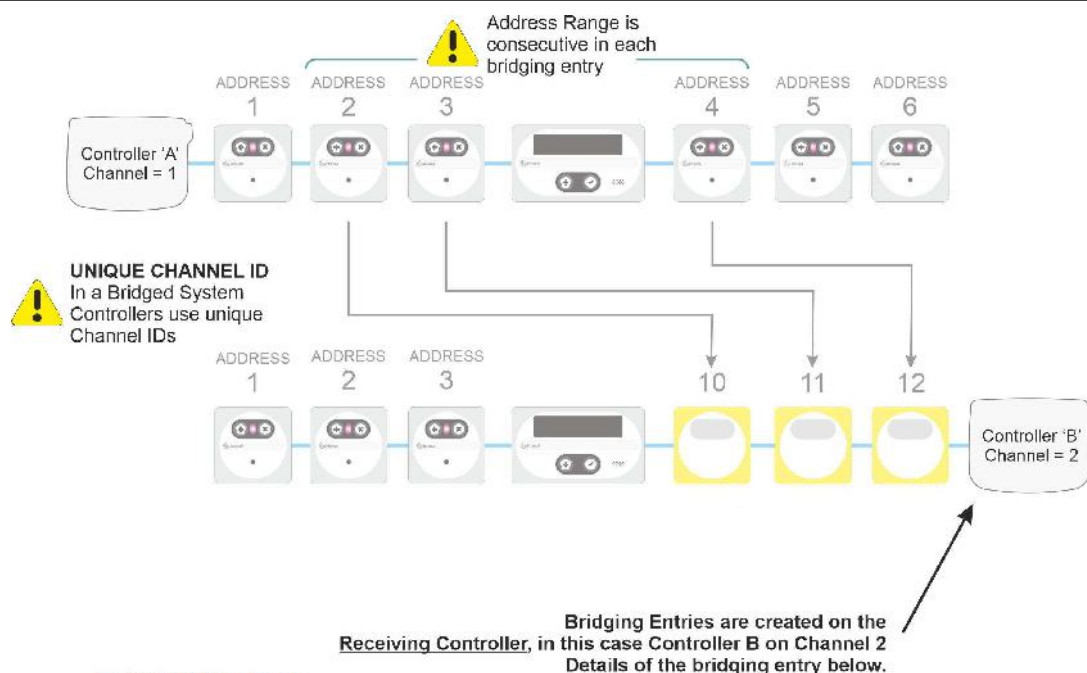 Address Range is
consecutive in each
bridging entry
ADDRESS ADDRESS ADDRESS ADDRESS ADDRESS ADDRESS
1 2 3 4 5 6
Controller 'A'
Channel = 1
UNIQUE CHANNEL ID
In a Bridged System
Controllers use unique
Channel IDs
ADDRESS ADDRESS ADDRESS
1 2 3 10 11 12
Controller 'B'
Channel = 2
Bridging Entries are created on the
Receiving Controller, in this case Controller B on Channel 2
Details of the bridging entry below.